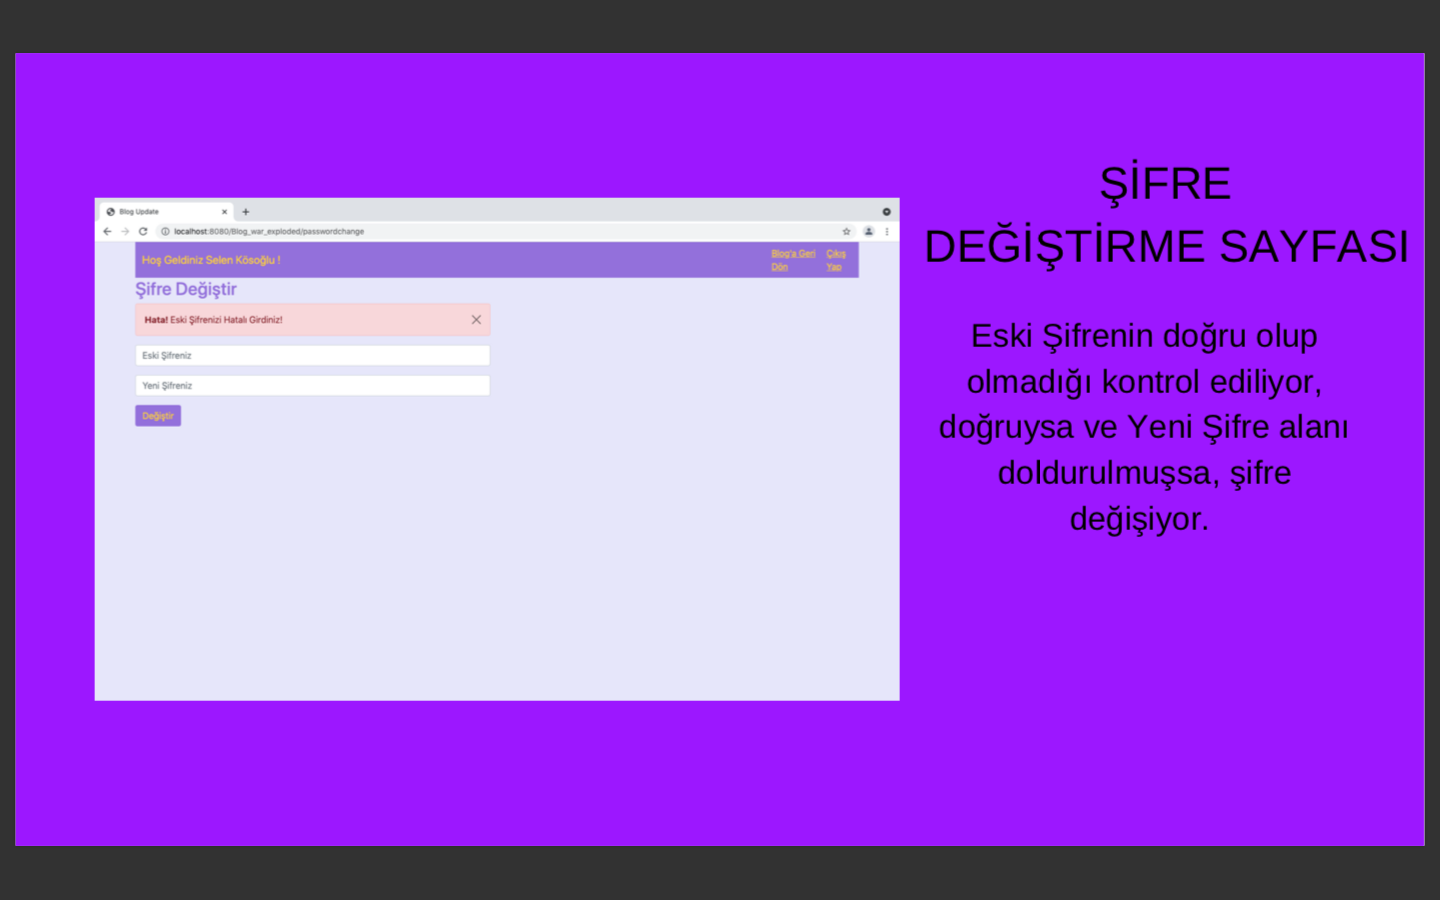 Blog Update
localhost:8080/Blog_war_exploded/passwordchange
Hoş Geldiniz Selen Kösoğlu !
Blog'a Geri
Dön
Çıkış
Yap
Şifre Değiştir
Hata! Eski Şifrenizi Hatalı Girdiniz!
Eski Şifreniz
Yeni Şifreniz
Değiştir
ŞİFRE
DEĞİŞTİRME SAYFASI
Eski Şifrenin doğru olup
olmadığı kontrol ediliyor,
doğruysa ve Yeni Şifre alanı
doldurulmuşsa, şifre
değişiyor.